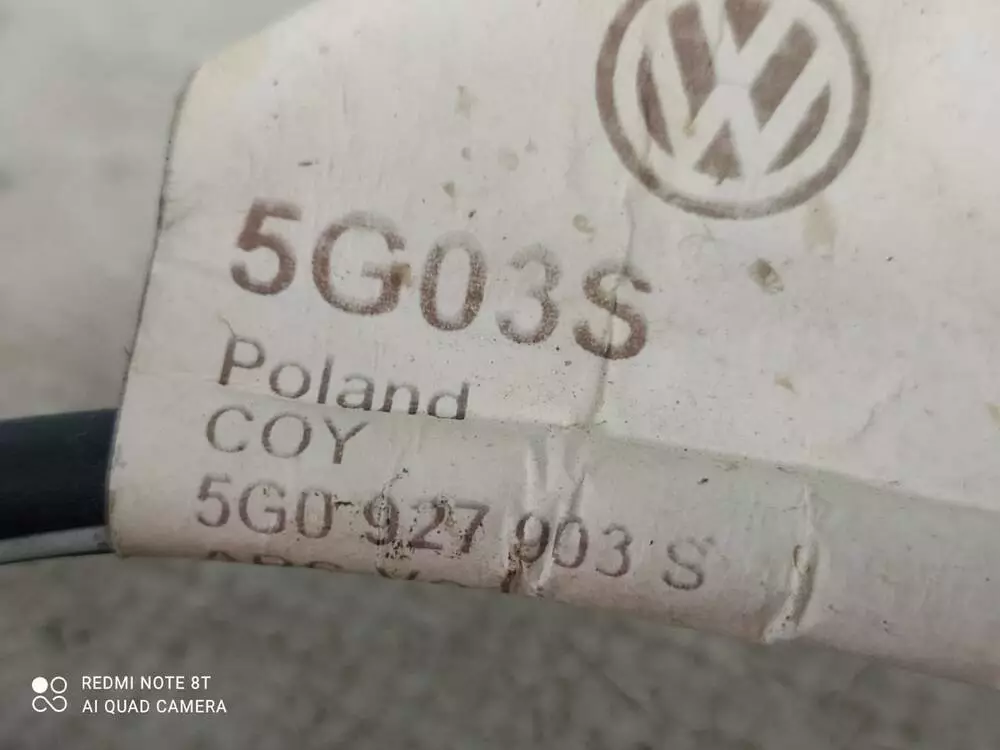 5G03S
Poland
COY
5G0 927 903 S
REDMI NOTE 8T
AI QUAD CAMERA